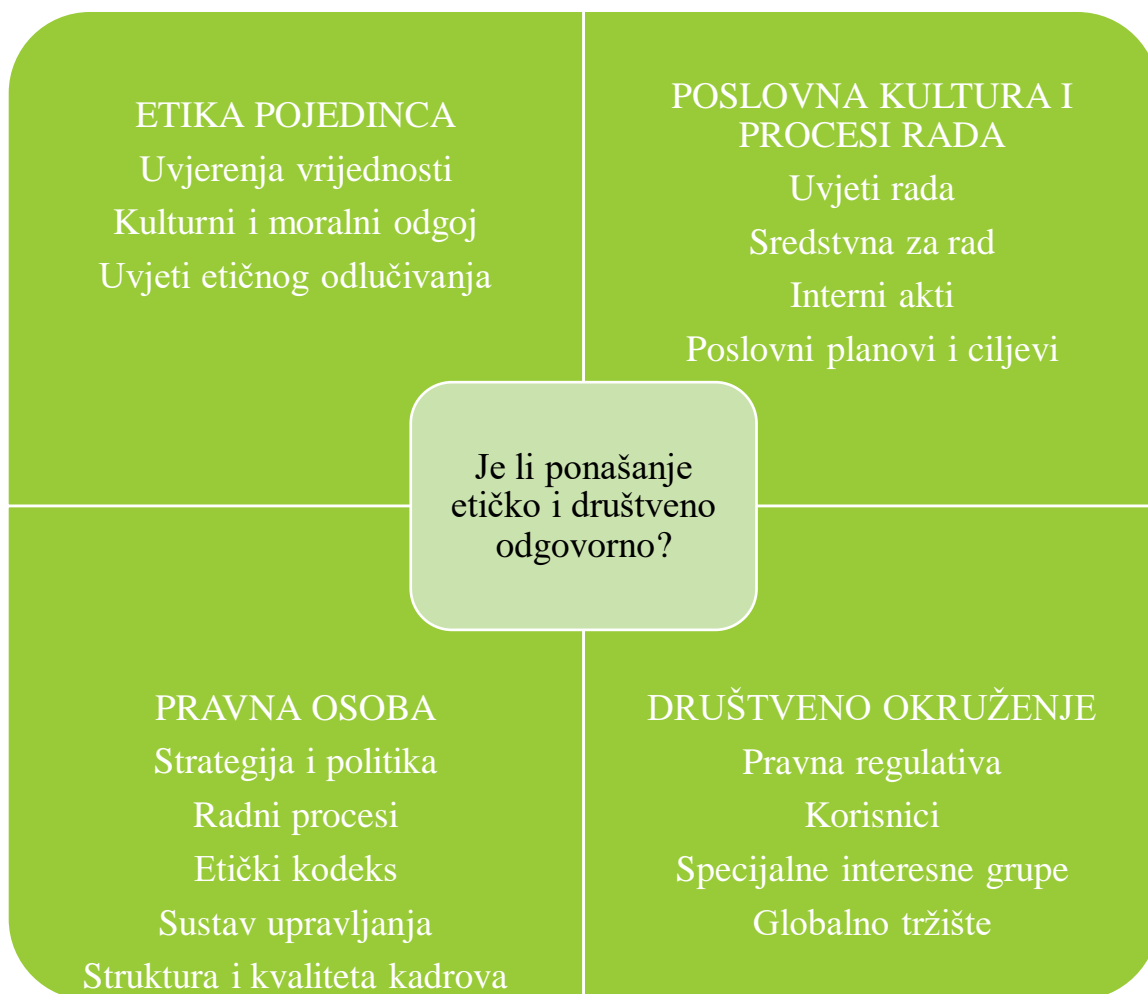 ETIKA POJEDINCA
Uvjerenja vrijednosti
Kulturni i moralni odgoj
Uvjeti etičnog odlučivanja
POSLOVNA KULTURA I
PROCESI RADA
Uvjeti rada
Sredstvna za rad
Interni akti
Poslovni planovi i ciljevi
Je li ponašanje
etičko i društveno
odgovorno?
PRAVNA OSOBA
Strategija i politika
Radni procesi
Etički kodeks
Sustav upravljanja
Struktura i kvaliteta kadrova
DRUŠTVENO OKRUŽENJE
Pravna regulativa
Korisnici
Specijalne interesne grupe
Globalno tržište